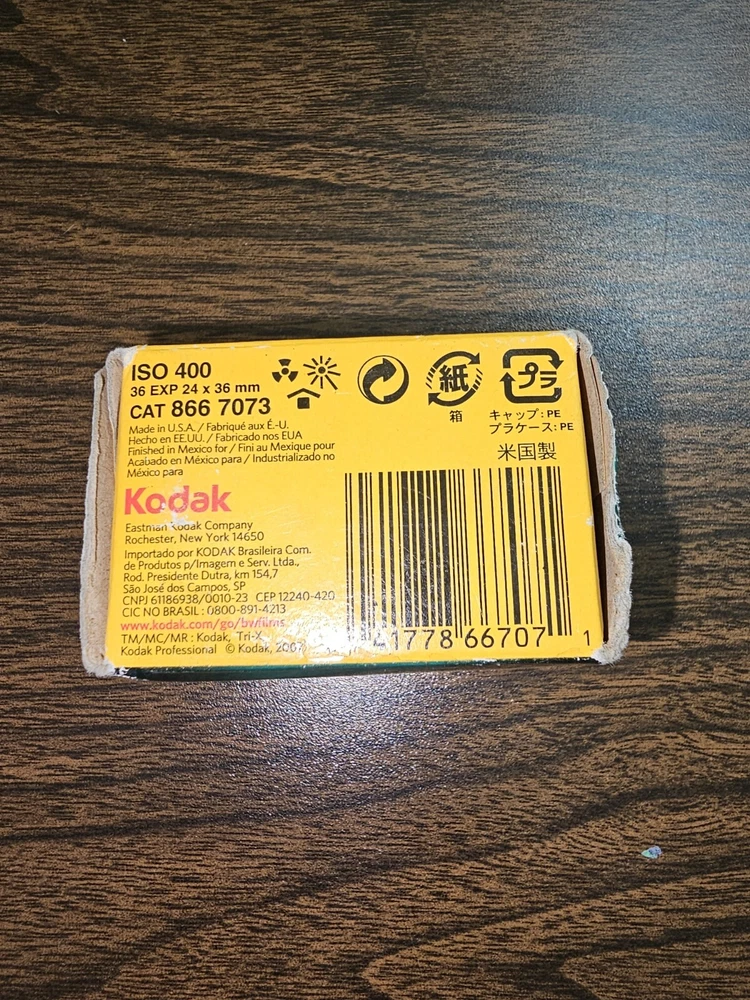 ISO 400
36 EXP 24 x 36 mm
CAT 866 7073
Made in U.S.A. / Fabriqué aux É.-U.
Hecho en EE.UU. / Fabricado nos EUA
Finished in Mexico for / Fini au Mexique pour
Acabado en México para / Industrializado no
México para
Kodak
Eastman Kodak Company
Rochester, New York 14650
Importado por KODAK Brasileira Com.
de Produtos p/Imagem e Serv. Ltda.,
Rod. Presidente Dutra, km 154,7
São José dos Campos, SP
CNPJ 61186938/0010-23 CEP 12240-420
CIC NO BRASIL : 0800-891-4213
www.kodak.com/go/bwfilms
TM/MC/MR : Kodak, Tri-X,
Kodak Professional © Kodak, 2007
紙
箱
プラ
キャップ : PE
プラケース : PE
米国製
41778 66707 1